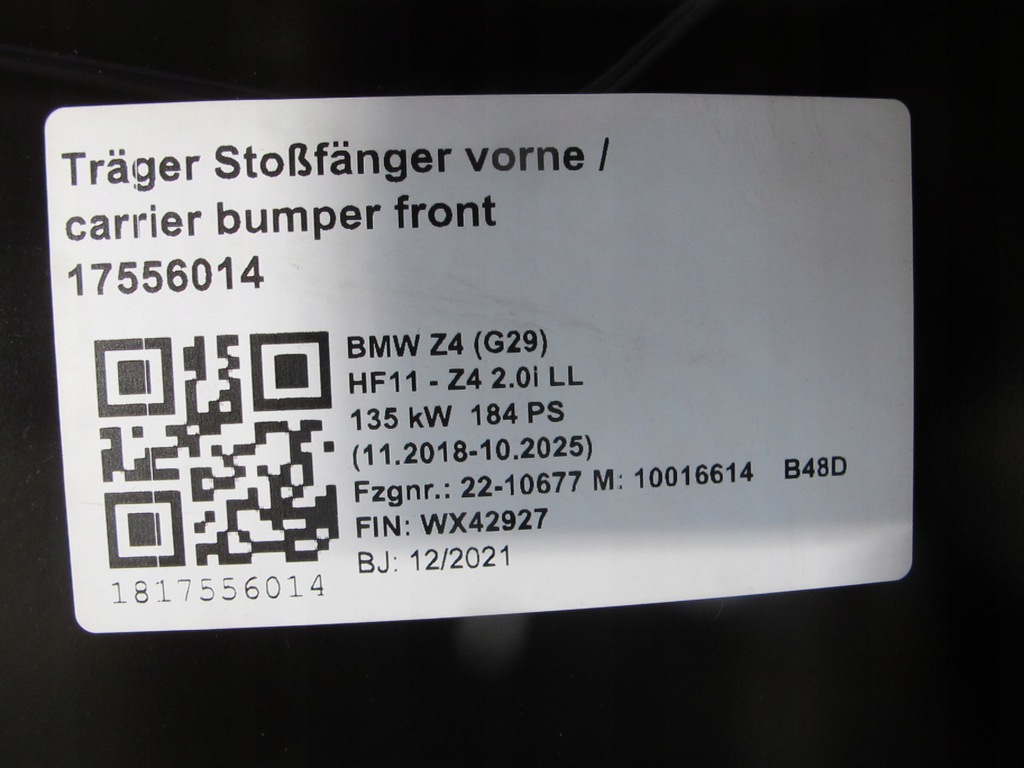 Träger Stoßfänger vorne /
carrier bumper front
17556014
BMW Z4 (G29)
HF11 - Z4 2.0i LL
135 kW 184 PS
(11.2018-10.2025)
Fzgnr.: 22-10677 M: 10016614 B48D
FIN: WX42927
BJ: 12/2021
1817556014